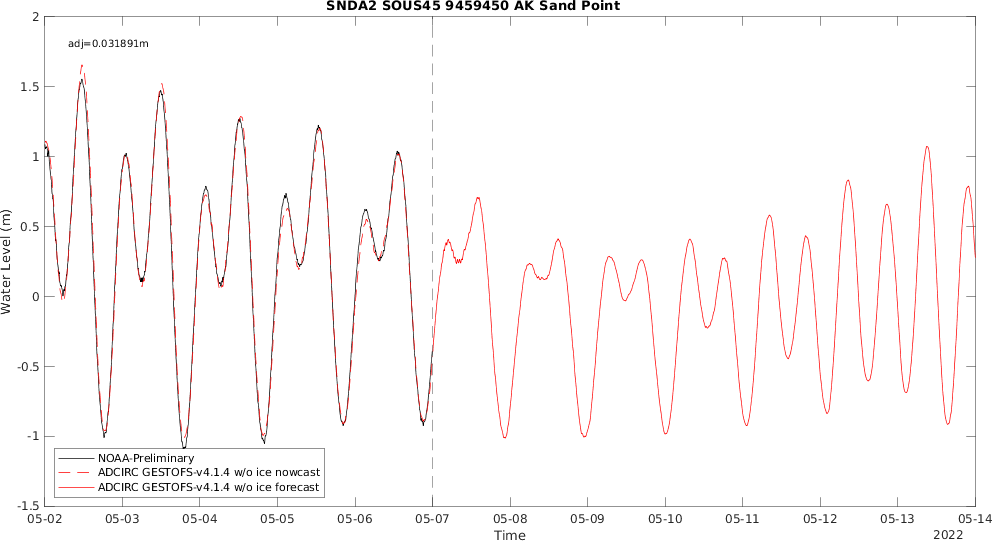 SNDA2 SOUS45 9459450 AK Sand Point
adj=0.031891m
Water Level (m)
2
1.5
1
0.5
0
-0.5
-1
-1.5
NOAA-Preliminary
ADCIRC GESTOFS-v4.1.4 w/o ice nowcast
ADCIRC GESTOFS-v4.1.4 w/o ice forecast
05-02 05-03 05-04 05-05 05-06 05-07 05-08 05-09 05-10 05-11 05-12 05-13 05-14
Time
2022